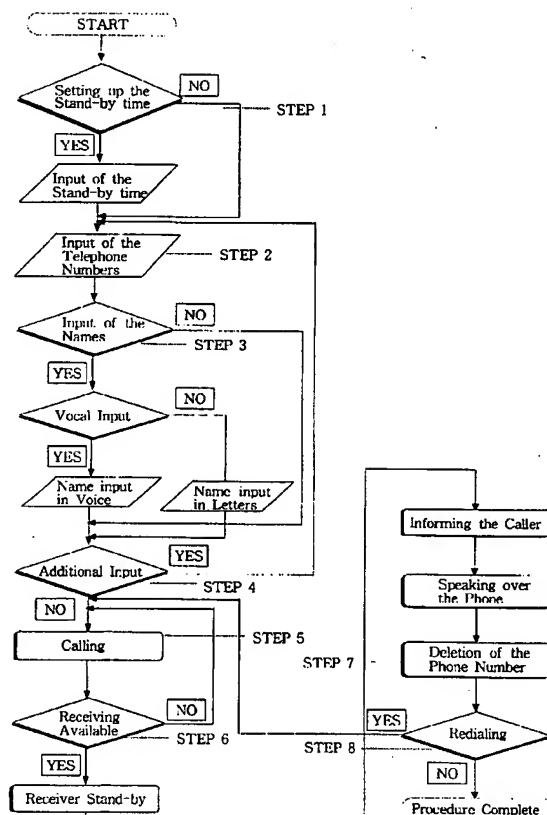 START
Setting up the
Stand-by time
NO
STEP 1
YES
Input of the
Stand-by time
Input of the
Telephone
Numbers
STEP 2
Input of the
Names
NO
STEP 3
YES
Vocal Input
NO
YES
Name input
in Voice
Name input
in Letters
Additional Input
YES
STEP 4
NO
Calling
STEP 5
Receiving
Available
NO
STEP 6
YES
Receiver Stand-by
STEP 7
Informing the Caller
Speaking over
the Phone
Deletion of the
Phone Number
YES
Redialing
STEP 8
NO
Procedure Complete